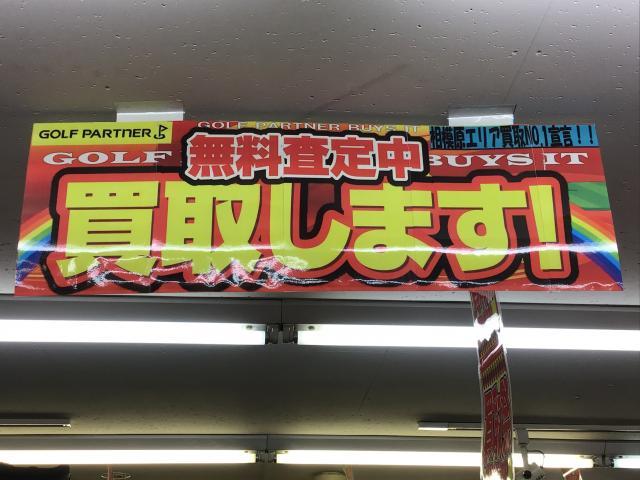 GOLF PARTNER
GOLF PARTNER BUYS IT
相模原エリア買取NO.1宣言！！
GOLF BUYS IT
無料査定中
買取します!